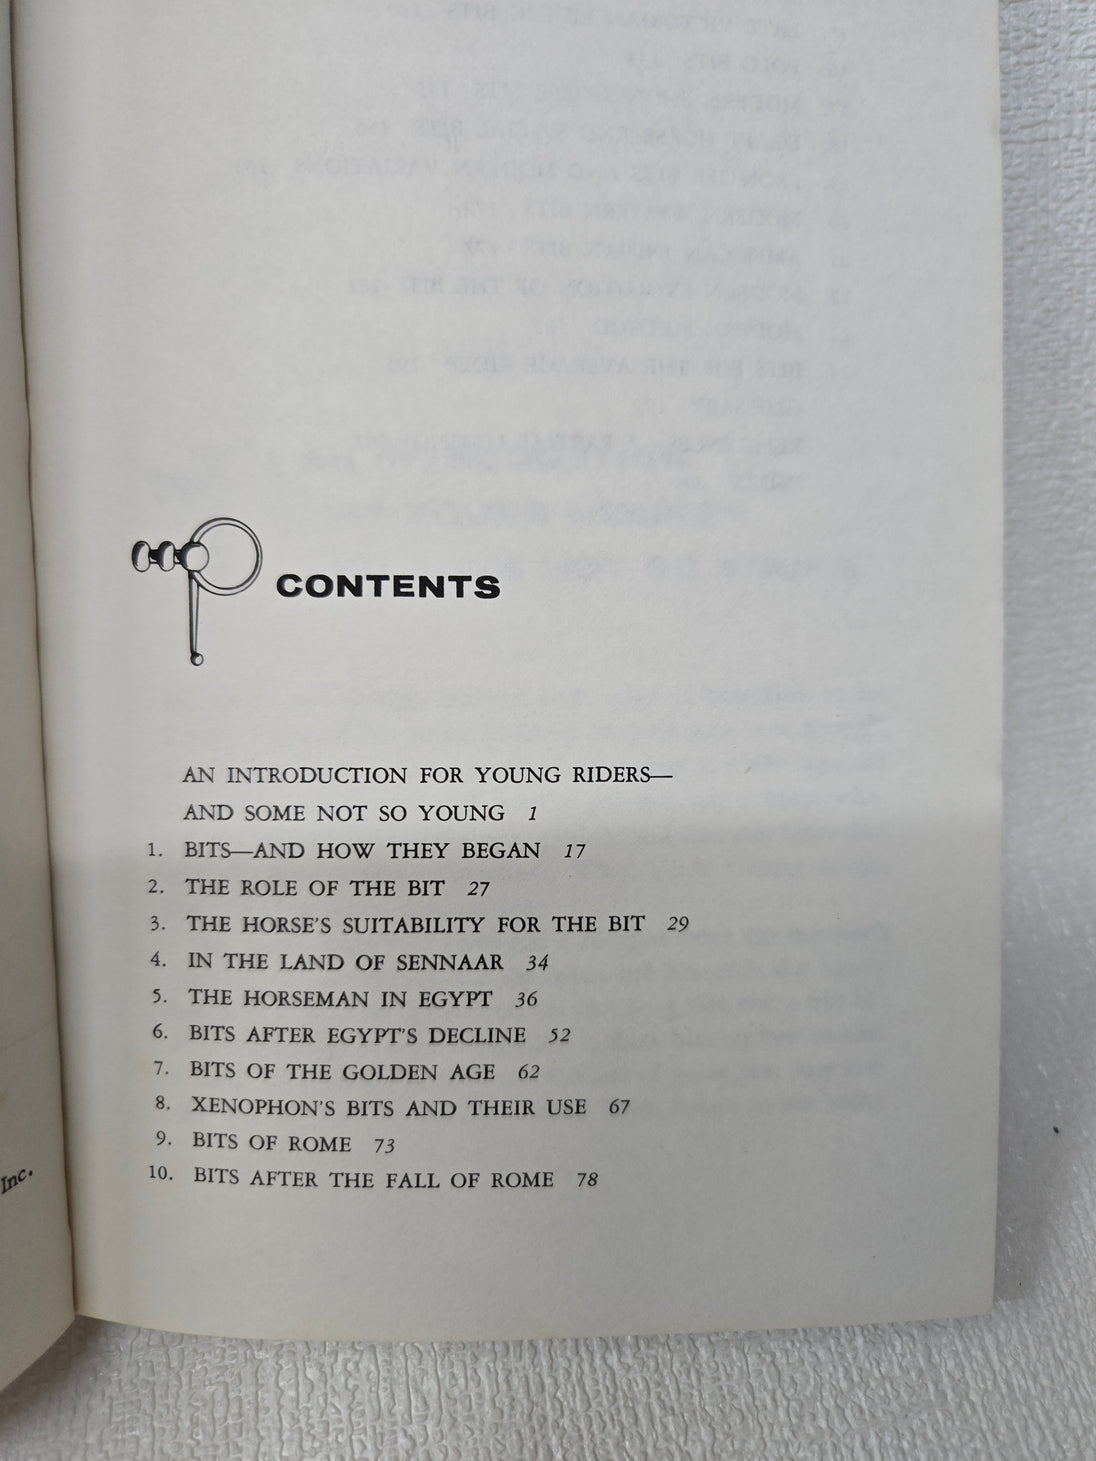 CONTENTS
AN INTRODUCTION FOR YOUNG RIDERS—
AND SOME NOT SO YOUNG 1
1. BITS—AND HOW THEY BEGAN 17
2. THE ROLE OF THE BIT 27
3. THE HORSE'S SUITABILITY FOR THE BIT 29
4. IN THE LAND OF SENNAAR 34
5. THE HORSEMAN IN EGYPT 36
6. BITS AFTER EGYPT'S DECLINE 52
7. BITS OF THE GOLDEN AGE 62
8. XENOPHON'S BITS AND THEIR USE 67
9. BITS OF ROME 73
10. BITS AFTER THE FALL OF ROME 78
Inc.